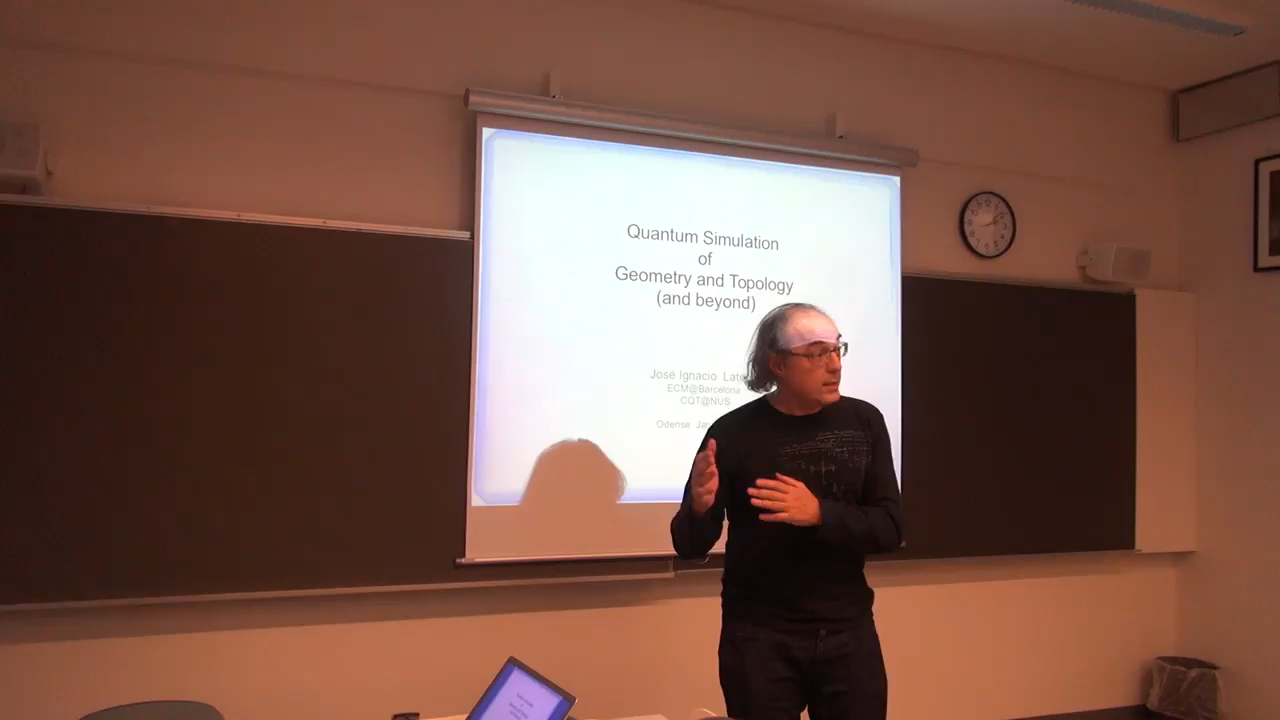 Quantum Simulation
of
Geometry and Topology
(and beyond)
José Ignacio
ECM@Barcelona
CQT@NUS
Odense